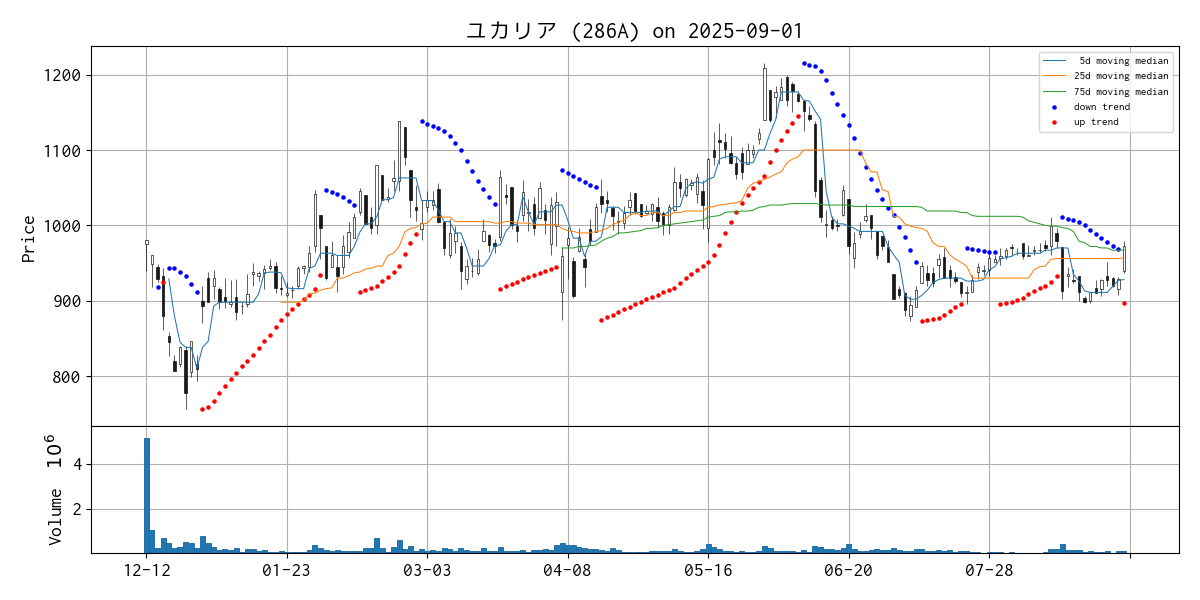 ユカリア (286A) on 2025-09-01
5d moving median
25d moving median
75d moving median
down trend
up trend
Price
1200
1100
1000
900
800
Volume 10^6
4
2
12-12 01-23 03-03 04-08 05-16 06-20 07-28